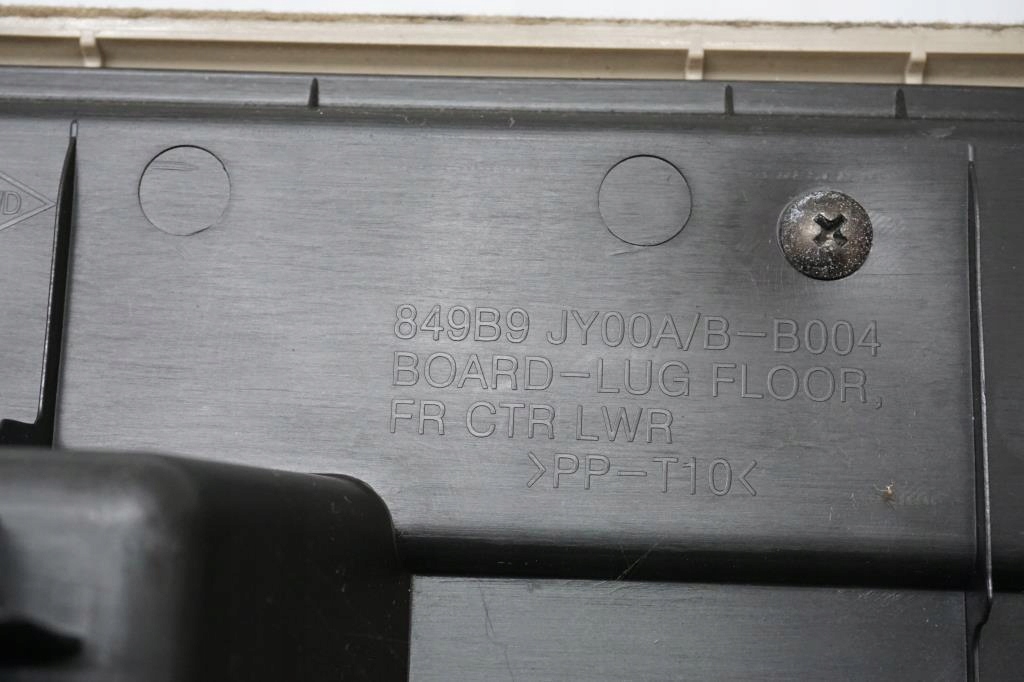 849B9 JY00A/B-B004
BOARD-LUG FLOOR,
FR CTR LWR
>PP-T10<